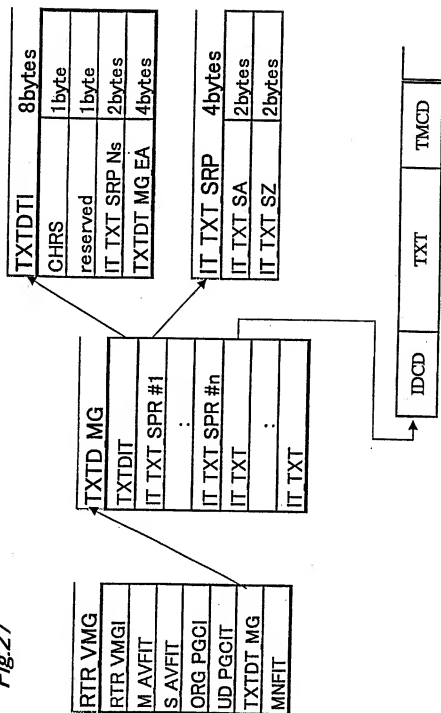 Fig.27
RTR VMG
RTR VMGI
M AVFIT
S AVFIT
ORG PGCI
UD PGCIT
TXTDT MG
MNFIT
TXTD MG
TXTDIT
IT TXT SPR #1
:
IT TXT SPR #n
IT TXT
:
IT TXT
TXTDTI 8bytes
CHRS 1byte
reserved 1byte
IT TXT SRP Ns 2bytes
TXTDT MG EA 4bytes
IT TXT SRP 4bytes
IT TXT SA 2bytes
IT TXT SZ 2bytes
IDCD TXT TMCD